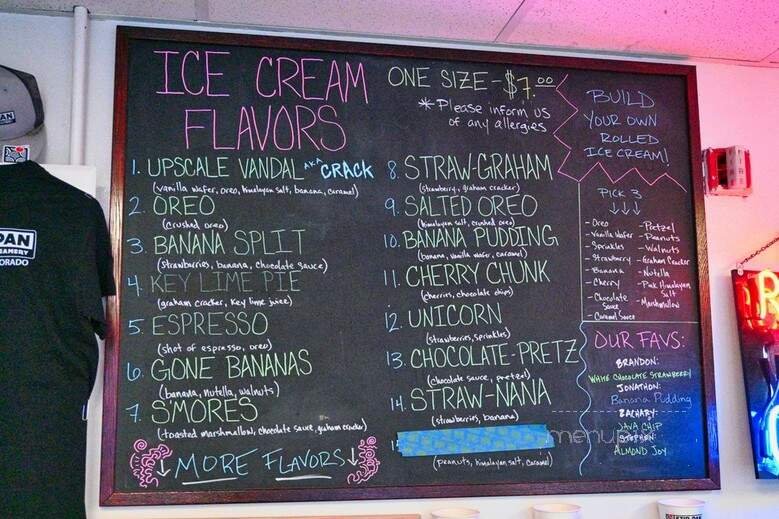 ICE CREAM
FLAVORS
1. UPSCALE VANDAL AKA CRACK
(vanilla wafer, oreo, himalayan salt, banana, caramel)
2. OREO
(crushed oreo)
3. BANANA SPLIT
(strawberries, banana, chocolate sauce)
4. KEY LIME PIE
(graham cracker, key lime juice)
5. ESPRESSO
(shot of espresso, oreo)
6. GONE BANANAS
(banana, nutella, walnuts)
7. S'MORES
(toasted marshmallow, chocolate sauce, graham cracker)
↓ MORE FLAVORS ↓
ONE SIZE - $7.00
* Please inform us
of any allergies
8. STRAW-GRAHAM
(strawberry, graham cracker)
9. SALTED OREO
(himalayan salt, crushed oreo)
10. BANANA PUDDING
(banana, vanilla wafer, caramel)
11. CHERRY CHUNK
(cherries, chocolate chips)
12. UNICORN
(strawberries, sprinkles)
13. CHOCOLATE-PRETZ
(chocolate sauce, pretzel)
14. STRAW-NANA
(strawberries, banana)
(peanuts, himalayan salt, caramel)
BUILD
YOUR OWN
ROLLED
ICE CREAM!
PICK 3
↓↓↓
- Oreo
- Vanilla Wafer
- Sprinkles
- Strawberry
- Banana
- Cherry
- Chocolate
Sauce
- Caramel Sauce
- Pretzel
- Peanuts
- Walnuts
- Graham Cracker
- Nutella
- Pink Himalayan
Salt
- Marshmallow
OUR FAVS:
BRANDON:
WHITE CHOCOLATE STRAWBERRY
JONATHON:
Banana Pudding
ZACHARY:
JAVA CHIP
STEPHEN:
ALMOND JOY
DAN
ORADO